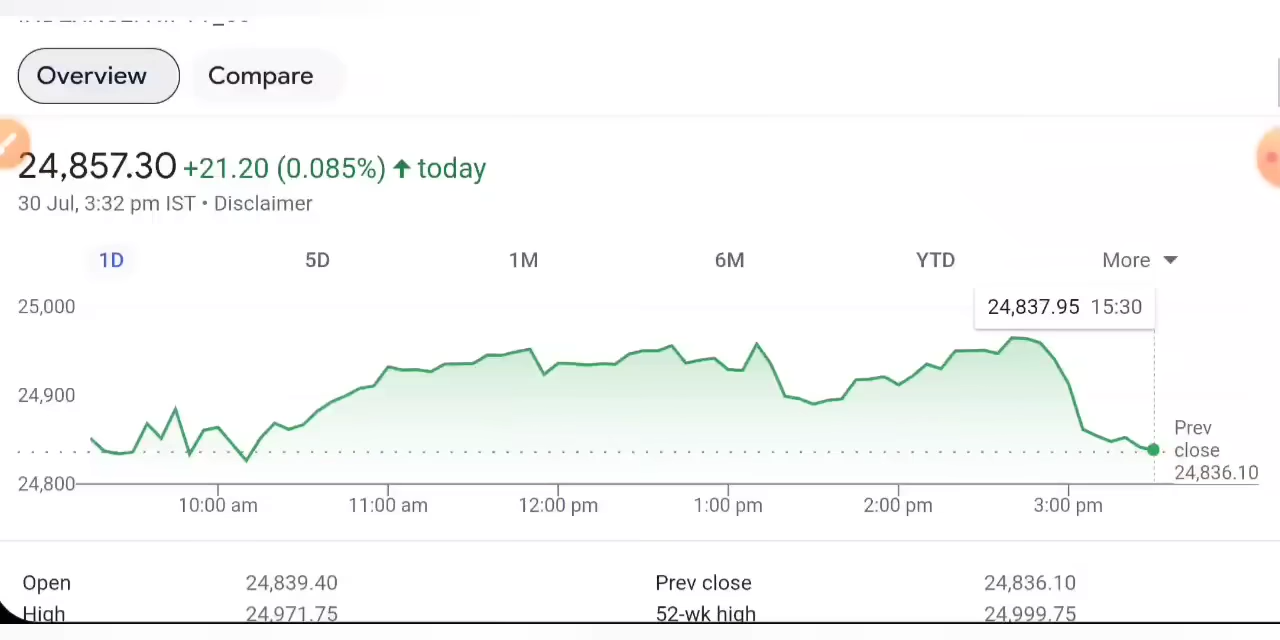 Overview Compare
24,857.30 +21.20 (0.085%) ↑ today
30 Jul, 3:32 pm IST • Disclaimer
1D 5D 1M 6M YTD More
24,837.95 15:30
25,000
24,900
24,800
Prev
close
24,836.10
10:00 am 11:00 am 12:00 pm 1:00 pm 2:00 pm 3:00 pm
Open 24,839.40 Prev close 24,836.10
High 24,971.75 52-wk high 24,999.75